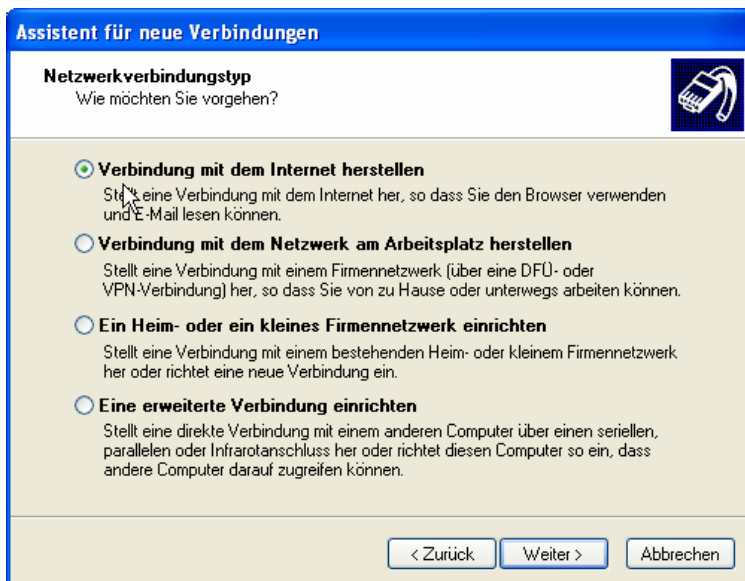 Assistent für neue Verbindungen
Netzwerkverbindungstyp
Wie möchten Sie vorgehen?
Verbindung mit dem Internet herstellen
Stellt eine Verbindung mit dem Internet her, so dass Sie den Browser verwenden
und E-Mail lesen können.
Verbindung mit dem Netzwerk am Arbeitsplatz herstellen
Stellt eine Verbindung mit einem Firmennetzwerk (über eine DFÜ- oder
VPN-Verbindung) her, so dass Sie von zu Hause oder unterwegs arbeiten können.
Ein Heim- oder ein kleines Firmennetzwerk einrichten
Stellt eine Verbindung mit einem bestehenden Heim- oder kleinem Firmennetzwerk
her oder richtet eine neue Verbindung ein.
Eine erweiterte Verbindung einrichten
Stellt eine direkte Verbindung mit einem anderen Computer über einen seriellen,
parallelen oder Infrarotanschluss her oder richtet diesen Computer so ein, dass
andere Computer darauf zugreifen können.
< Zurück Weiter > Abbrechen